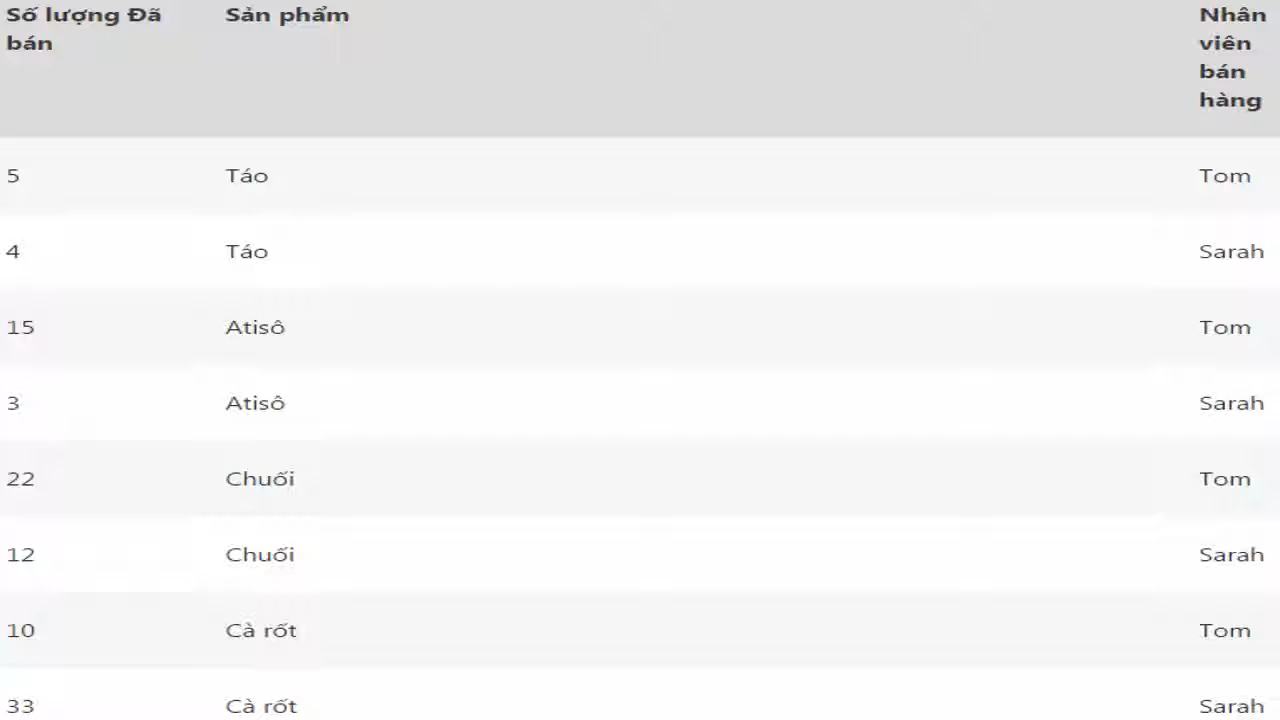 Số lượng Đã bán
Sản phẩm
Nhân viên bán hàng
5 Táo Tom
4 Táo Sarah
15 Atisô Tom
3 Atisô Sarah
22 Chuối Tom
12 Chuối Sarah
10 Cà rốt Tom
33 Cà rốt Sarah